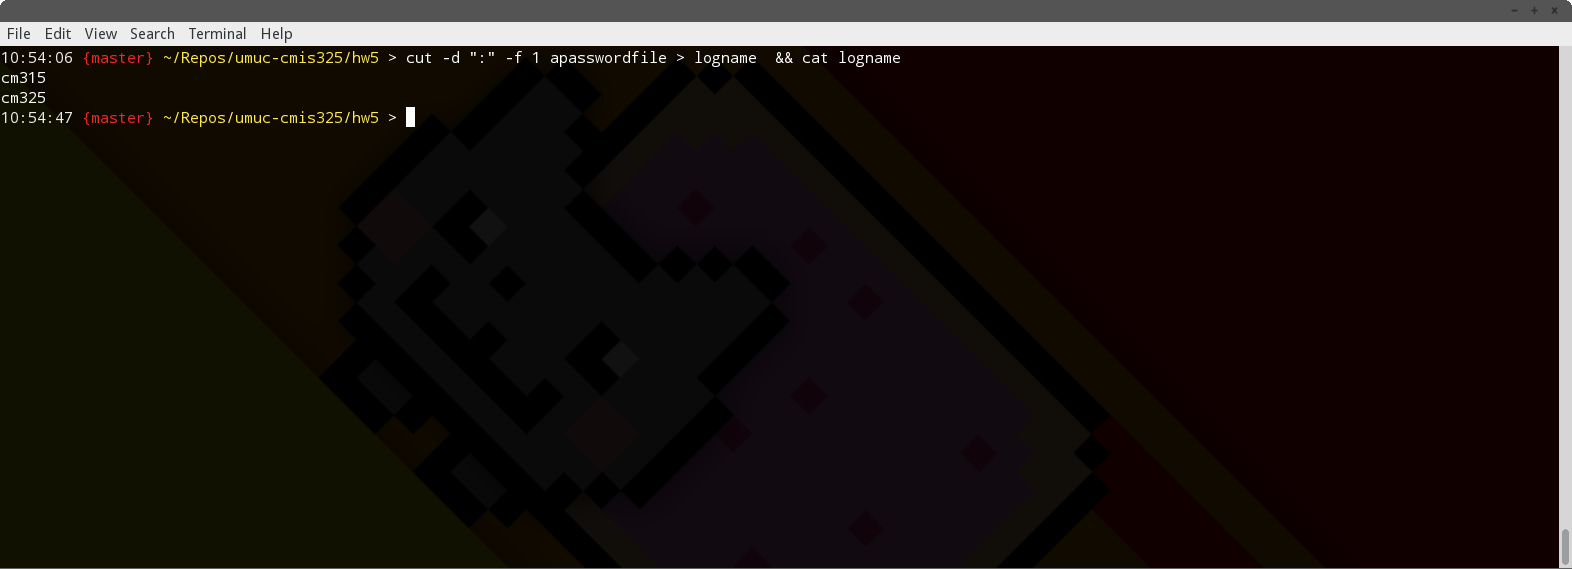 − + x
File Edit View Search Terminal Help
10:54:06 {master} ~/Repos/umuc-cmis325/hw5 > cut -d ":" -f 1 apasswordfile > logname  && cat logname
cm315
cm325
10:54:47 {master} ~/Repos/umuc-cmis325/hw5 >